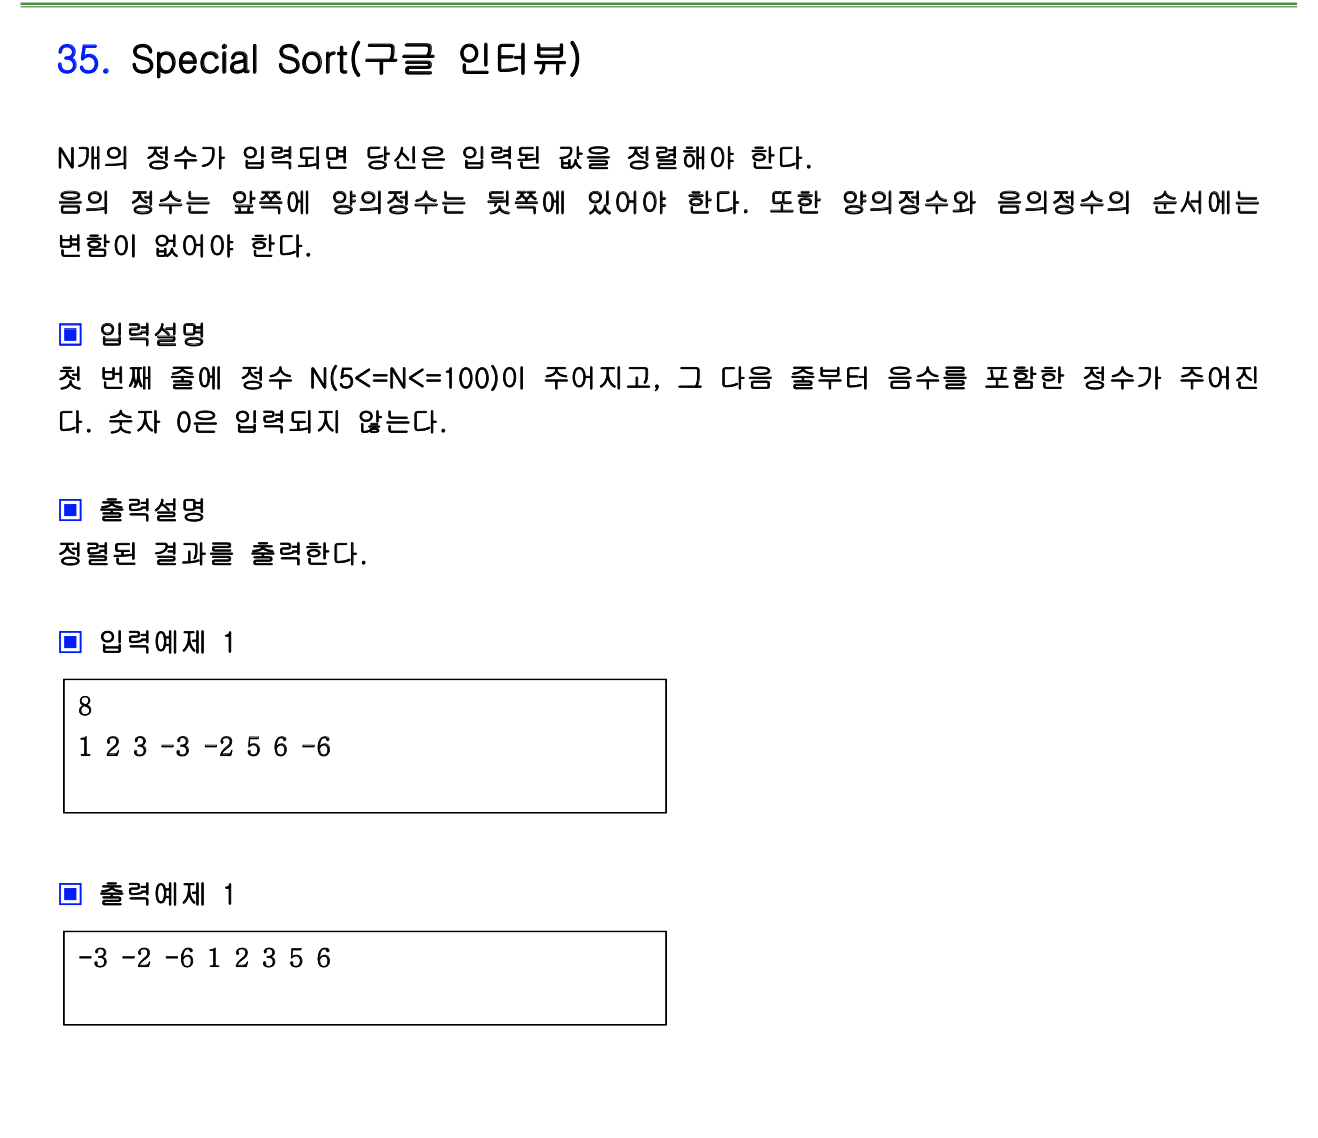 35. Special Sort(구글 인터뷰)
N개의 정수가 입력되면 당신은 입력된 값을 정렬해야 한다.
음의 정수는 앞쪽에 양의정수는 뒷쪽에 있어야 한다. 또한 양의정수와 음의정수의 순서에는
변함이 없어야 한다.
▣ 입력설명
첫 번째 줄에 정수 N(5<=N<=100)이 주어지고, 그 다음 줄부터 음수를 포함한 정수가 주어진
다. 숫자 0은 입력되지 않는다.
▣ 출력설명
정렬된 결과를 출력한다.
▣ 입력예제 1
8
1 2 3 -3 -2 5 6 -6
▣ 출력예제 1
-3 -2 -6 1 2 3 5 6